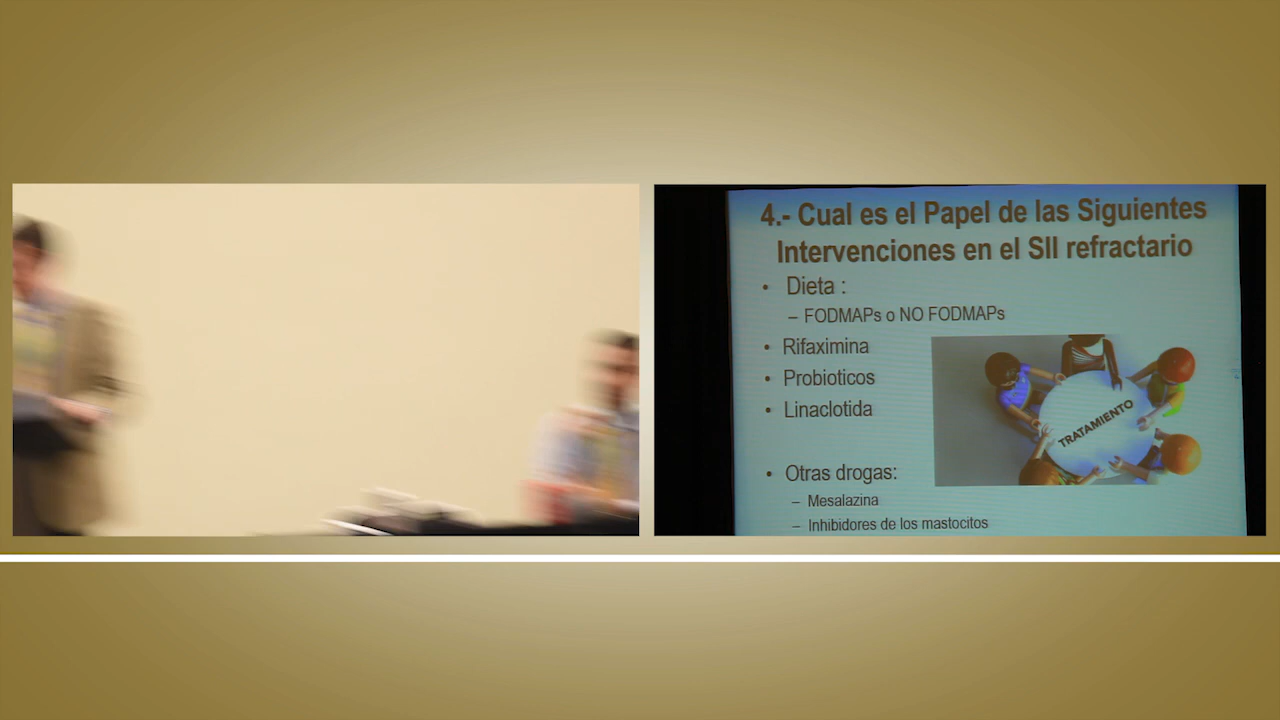 4.- Cual es el Papel de las Siguientes
Intervenciones en el SII refractario
• Dieta :
– FODMAPs o NO FODMAPs
• Rifaximina
• Probioticos
• Linaclotida
TRATAMIENTO
• Otras drogas:
– Mesalazina
– Inhibidores de los mastocitos